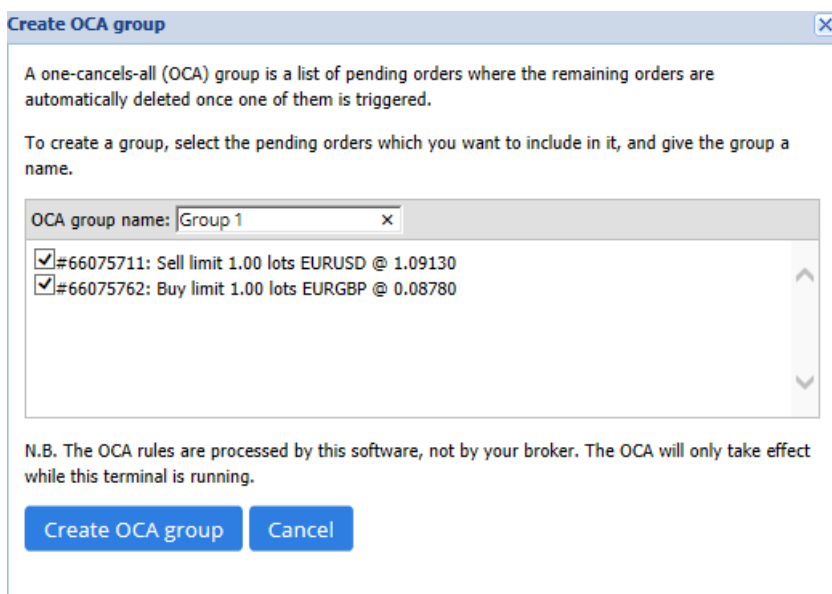 Create OCA group
A one-cancels-all (OCA) group is a list of pending orders where the remaining orders are
automatically deleted once one of them is triggered.
To create a group, select the pending orders which you want to include in it, and give the group a
name.
OCA group name: Group 1
#66075711: Sell limit 1.00 lots EURUSD @ 1.09130
#66075762: Buy limit 1.00 lots EURGBP @ 0.08780
N.B. The OCA rules are processed by this software, not by your broker. The OCA will only take effect
while this terminal is running.
Create OCA group Cancel